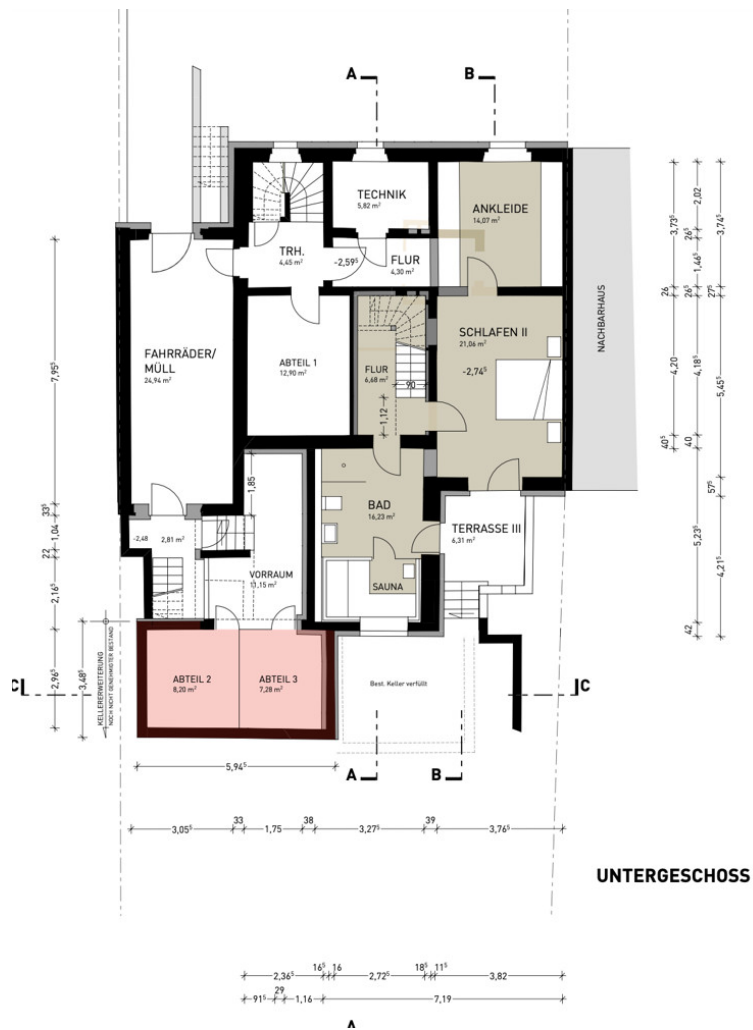 A
B
TECHNIK
5,82 m²
ANKLEIDE
14,07 m²
TRH.
4,45 m²
-2,59⁵
FLUR
4,30 m²
FAHRRÄDER/
MÜLL
24,94 m²
ABTEIL 1
12,90 m²
FLUR
6,68 m²
90
1,12
SCHLAFEN II
21,06 m²
-2,74⁵
NACHBARHAUS
BAD
16,23 m²
SAUNA
TERRASSE III
6,31 m²
1,85
-2,48
2,81 m²
VORRAUM
11,15 m²
ABTEIL 2
8,20 m²
ABTEIL 3
7,28 m²
Best. Keller verfüllt
KELLERERWEITERUNG
NOCH NICHT GENEHMIGTER BESTAND
C
C
A
B
7,95⁵
33⁵
1,04
22
2,16⁵
2,96⁵
3,48⁵
3,73⁵
26
4,20
40⁵
2,02
26⁵
1,46⁵
26⁵
4,18⁵
40
5,23⁵
42
3,74⁵
27⁵
5,45⁵
57⁵
4,21⁵
5,94⁵
3,05⁵
33
1,75
38
3,27⁵
39
3,76⁵
UNTERGESCHOSS
2,36⁵
16⁵
16
2,72⁵
18⁵
11⁵
3,82
91⁵
29
1,16
7,19
A